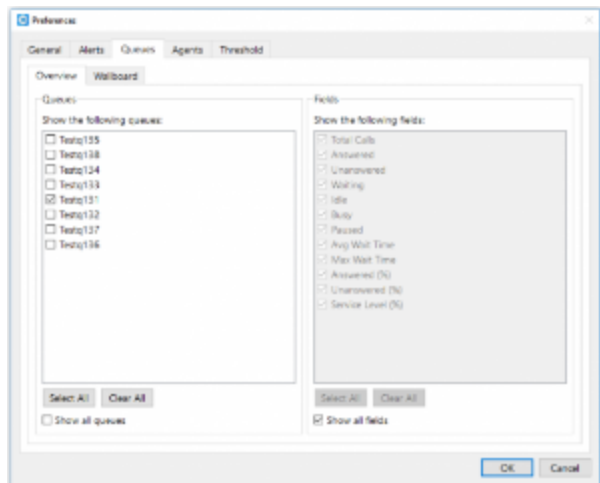 Preferences
General Alerts Queues Agents Threshold
Overview Wallboard
Queues
Show the following queues:
Testq135
Testq138
Testq134
Testq133
Testq131
Testq132
Testq137
Testq136
Select All Clear All
Show all queues
Fields
Show the following fields:
Total Calls
Answered
Unanswered
Waiting
Idle
Busy
Paused
Avg Wait Time
Max Wait Time
Answered (%)
Unanswered (%)
Service Level (%)
Select All Clear All
Show all fields
OK Cancel